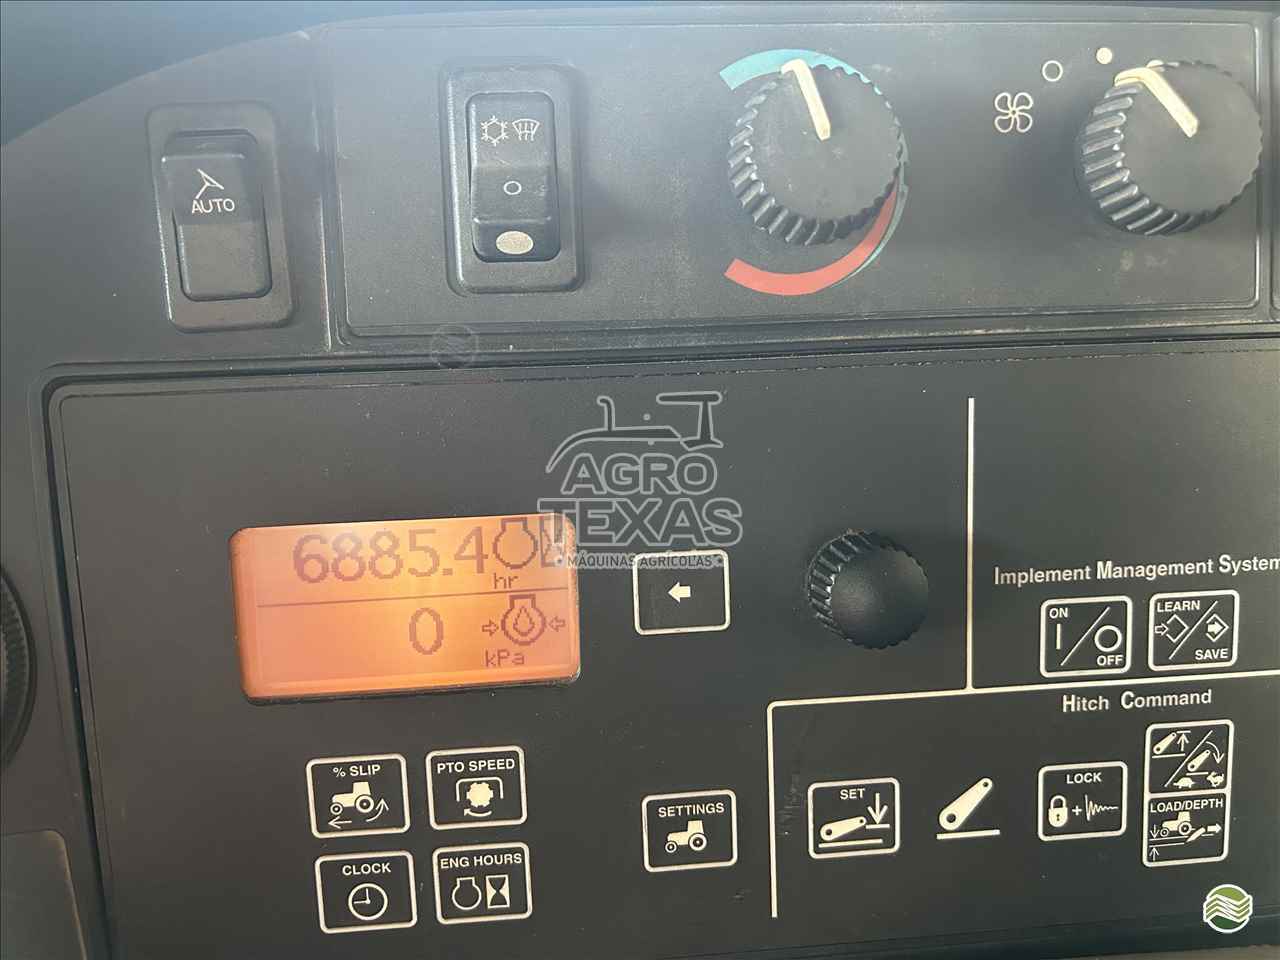 AUTO
AGRO
TEXAS
• MÁQUINAS AGRÍCOLAS •
6885.4
hr
0
kPa
Implement Management System
ON
OFF
LEARN
SAVE
Hitch Command
% SLIP
PTO SPEED
CLOCK
ENG HOURS
SETTINGS
SET
LOCK
LOAD/DEPTH